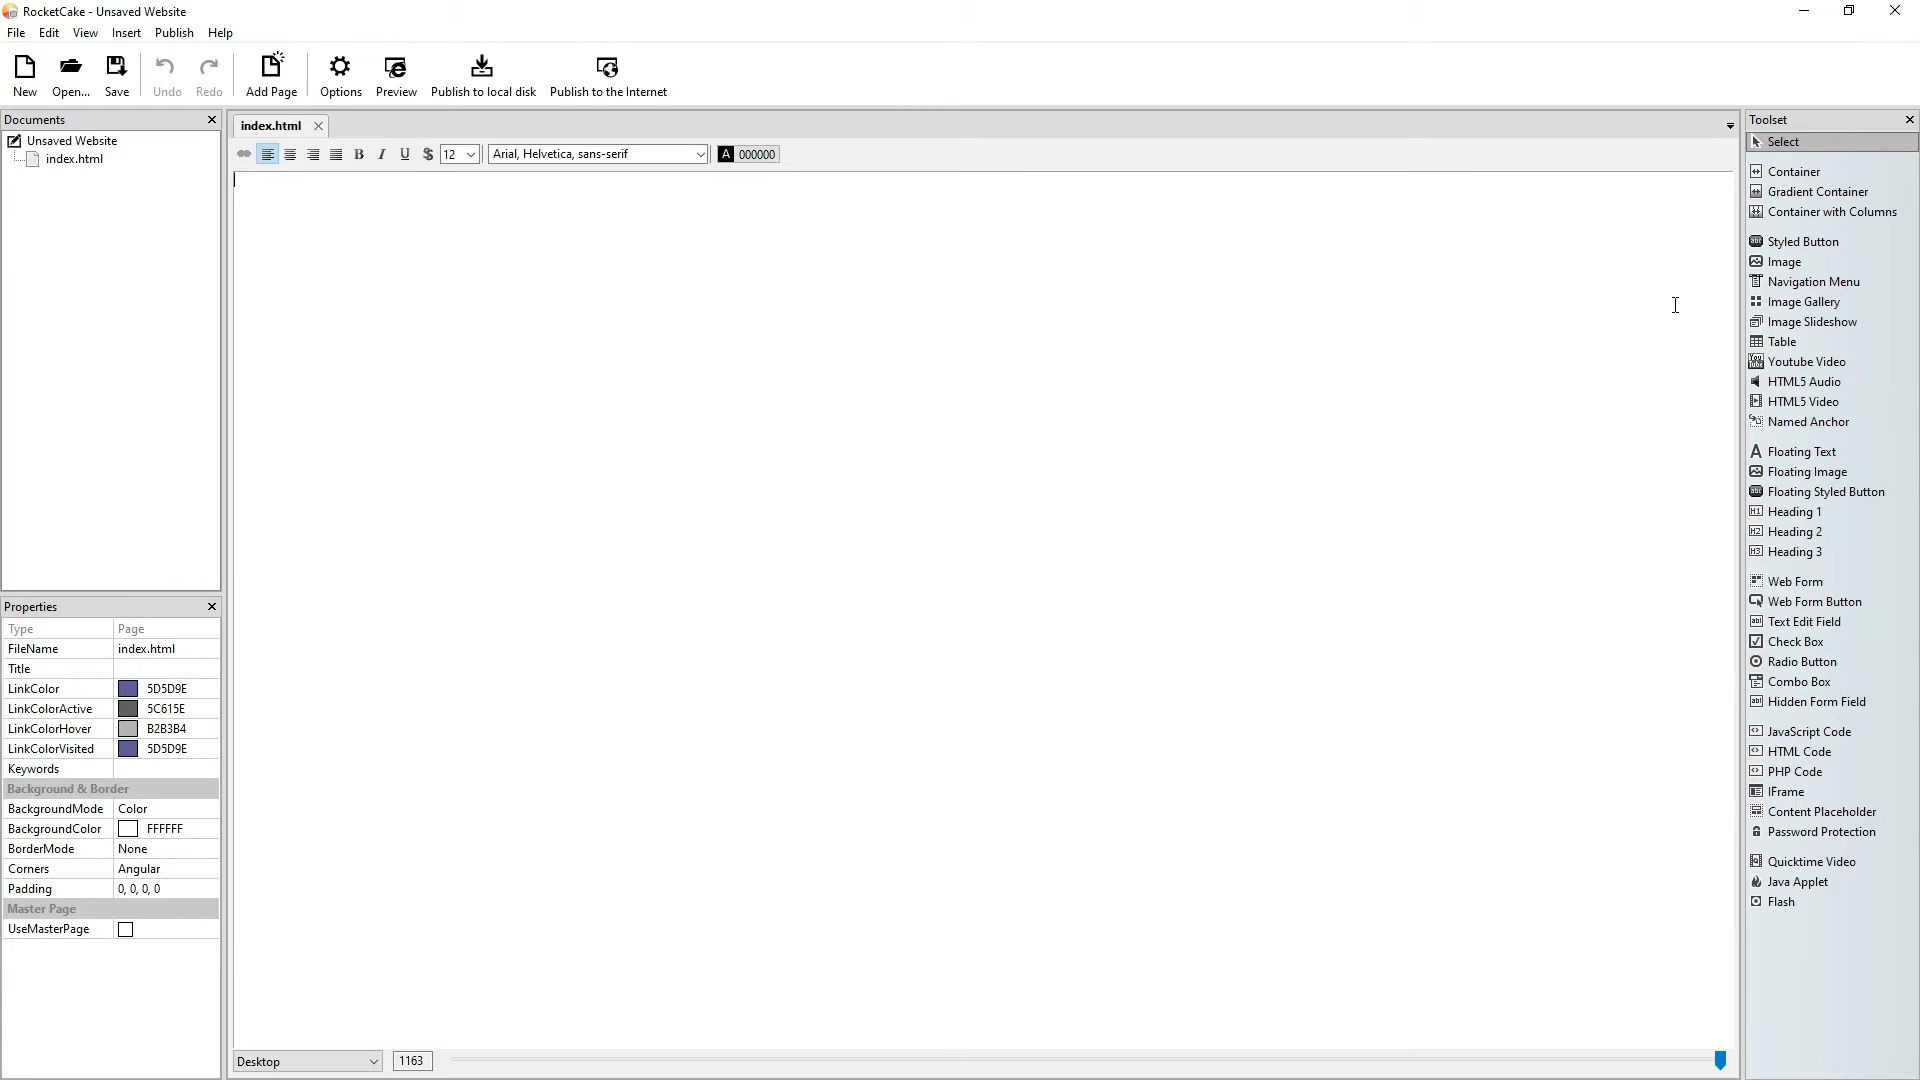 RocketCake - Unsaved Website
File Edit View Insert Publish Help
New Open... Save Undo Redo Add Page Options Preview Publish to local disk Publish to the Internet
Documents
Unsaved Website
index.html
Properties
Type Page
FileName index.html
Title
LinkColor 5D5D9E
LinkColorActive 5C615E
LinkColorHover B2B3B4
LinkColorVisited 5D5D9E
Keywords
Background & Border
BackgroundMode Color
BackgroundColor FFFFFF
BorderMode None
Corners Angular
Padding 0, 0, 0, 0
Master Page
UseMasterPage
index.html
B I U $ 12 Arial, Helvetica, sans-serif A 000000
Desktop 1163
Toolset
Select
Container
Gradient Container
Container with Columns
Styled Button
Image
Navigation Menu
Image Gallery
Image Slideshow
Table
Youtube Video
HTML5 Audio
HTML5 Video
Named Anchor
Floating Text
Floating Image
Floating Styled Button
Heading 1
Heading 2
Heading 3
Web Form
Web Form Button
Text Edit Field
Check Box
Radio Button
Combo Box
Hidden Form Field
JavaScript Code
HTML Code
PHP Code
IFrame
Content Placeholder
Password Protection
Quicktime Video
Java Applet
Flash